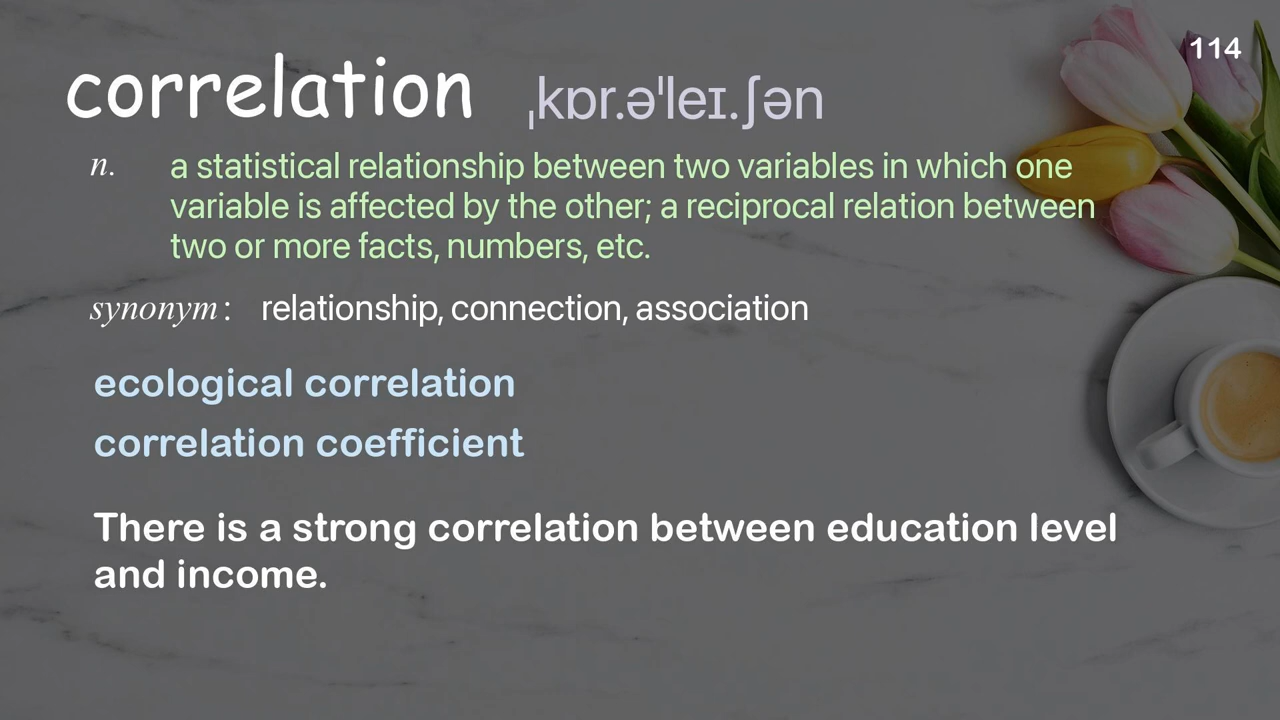 114
correlation ˌkɒr.əˈleɪ.ʃən
n. a statistical relationship between two variables in which one
variable is affected by the other; a reciprocal relation between
two or more facts, numbers, etc.
synonym: relationship, connection, association
ecological correlation
correlation coefficient
There is a strong correlation between education level
and income.